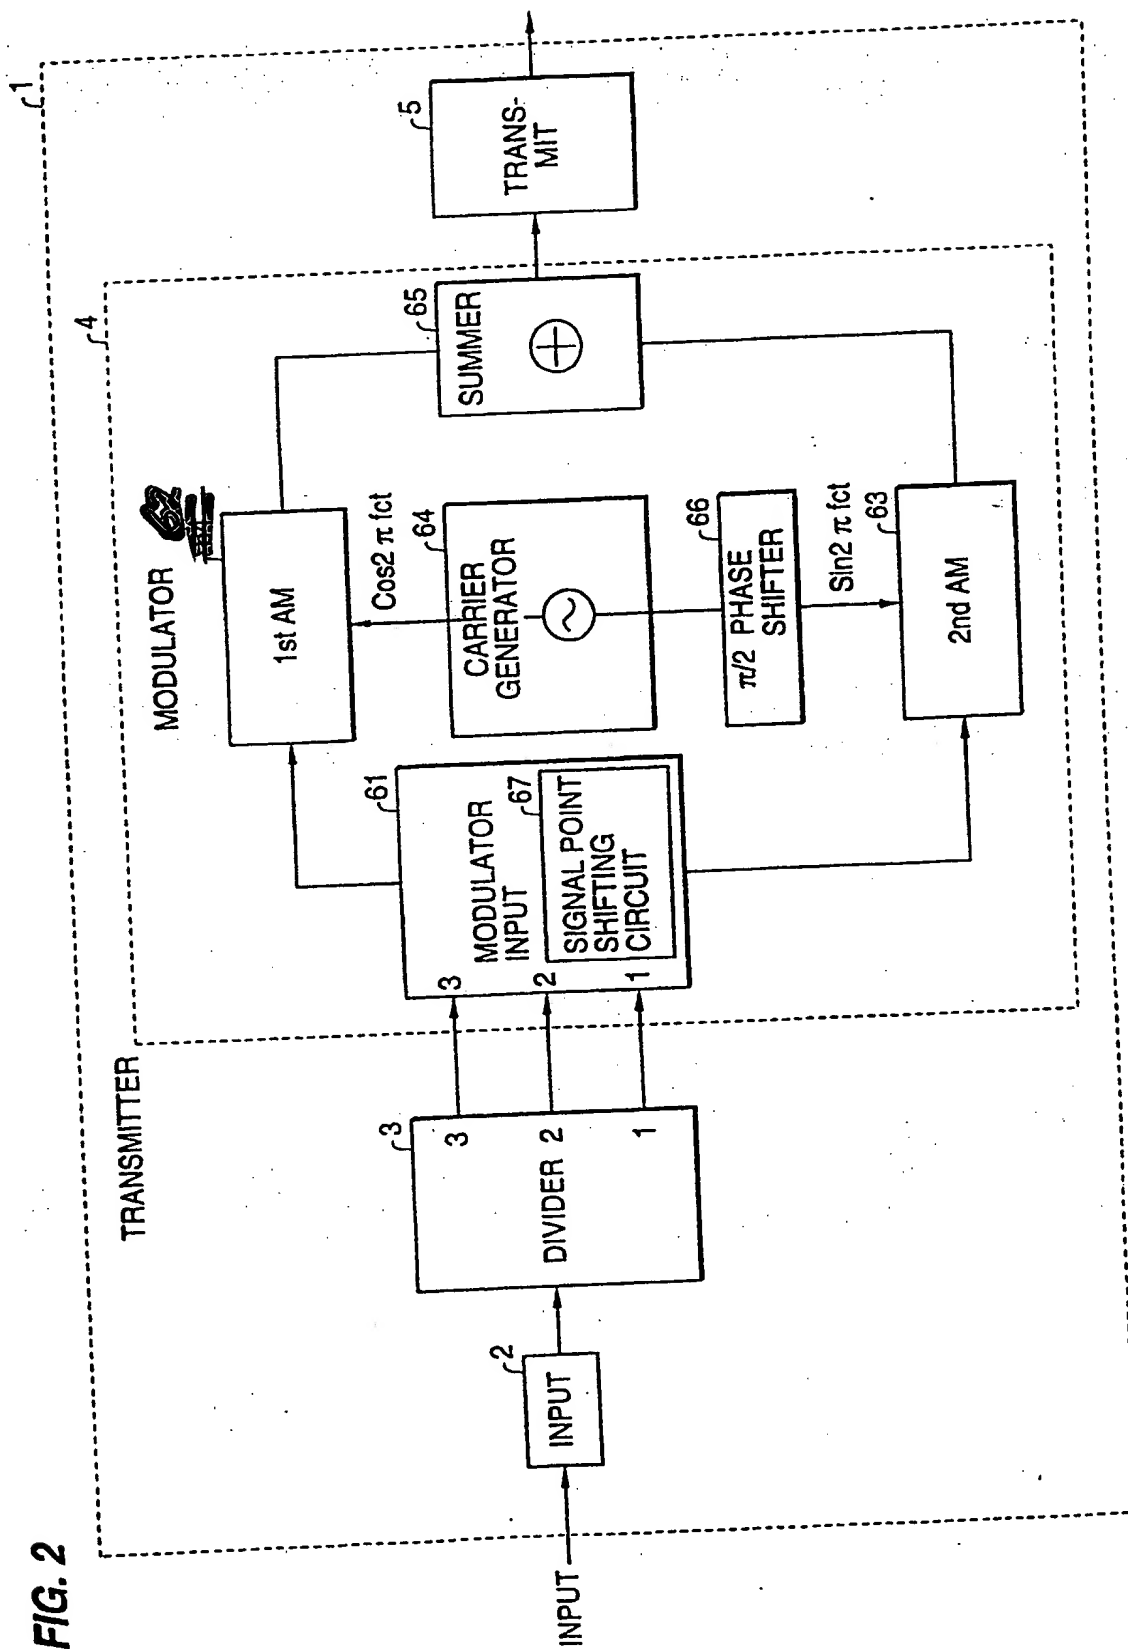 FIG. 2
1
TRANSMITTER
4
MODULATOR
62
1st AM
Cos2 π fct
64
CARRIER
GENERATOR
65
SUMMER
5
TRANS-
MIT
61
MODULATOR
INPUT
67
SIGNAL POINT
SHIFTING
CIRCUIT
3
2
1
66
π/2 PHASE
SHIFTER
Sin2 π fct
63
2nd AM
3
DIVIDER
3
2
1
2
INPUT
INPUT